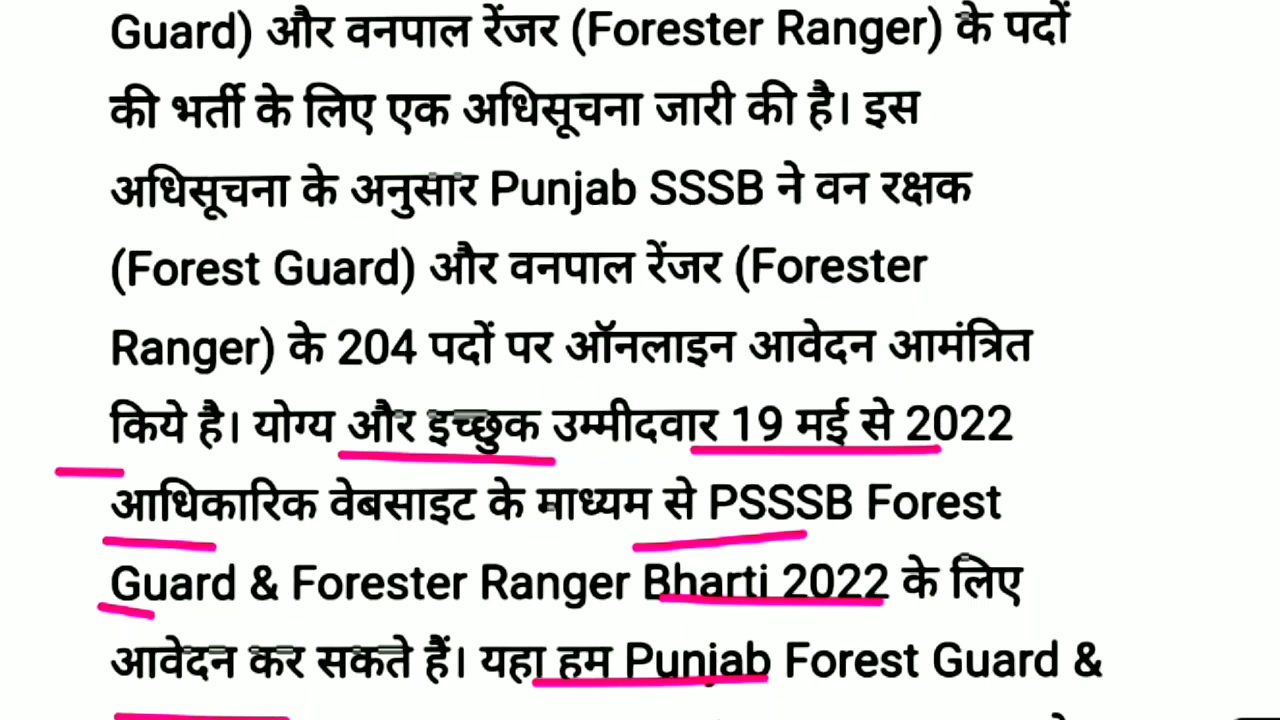 Guard) और वनपाल रेंजर (Forester Ranger) के पदों
की भर्ती के लिए एक अधिसूचना जारी की है। इस
अधिसूचना के अनुसार Punjab SSSB ने वन रक्षक
(Forest Guard) और वनपाल रेंजर (Forester
Ranger) के 204 पदों पर ऑनलाइन आवेदन आमंत्रित
किये है। योग्य और इच्छुक उम्मीदवार 19 मई से 2022
आधिकारिक वेबसाइट के माध्यम से PSSSB Forest
Guard & Forester Ranger Bharti 2022 के लिए
आवेदन कर सकते हैं। यहा हम Punjab Forest Guard &